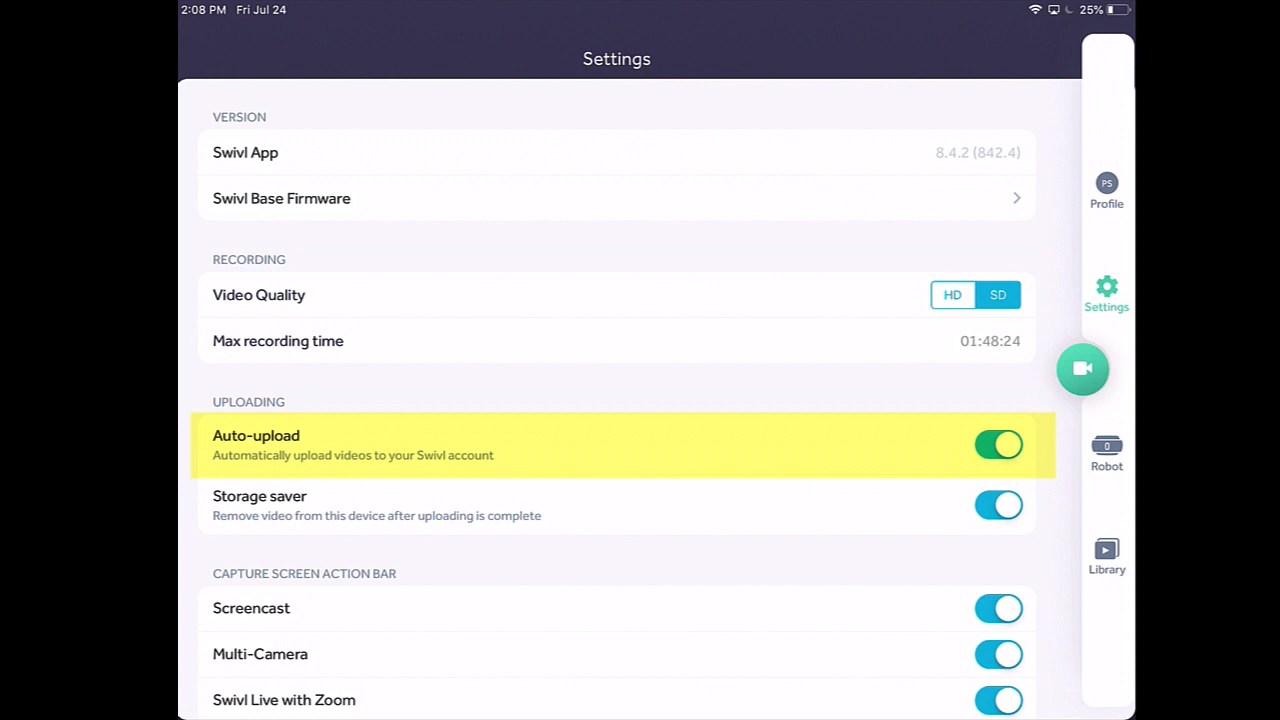 2:08 PM Fri Jul 24 25%
Settings
VERSION
Swivl App 8.4.2 (842.4)
Swivl Base Firmware
RECORDING
Video Quality HD SD
Max recording time 01:48:24
UPLOADING
Auto-upload
Automatically upload videos to your Swivl account
Storage saver
Remove video from this device after uploading is complete
CAPTURE SCREEN ACTION BAR
Screencast
Multi-Camera
Swivl Live with Zoom
PS
Profile
Settings
0
Robot
Library